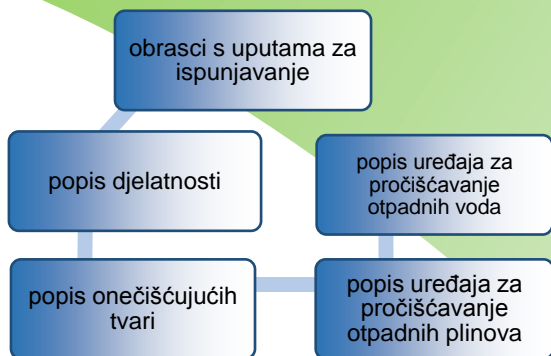 obrasci s uputama za
ispunjavanje
popis djelatnosti
popis onečišćujućih
tvari
popis uređaja za
pročišćavanje
otpadnih plinova
popis uređaja za
pročišćavanje
otpadnih voda